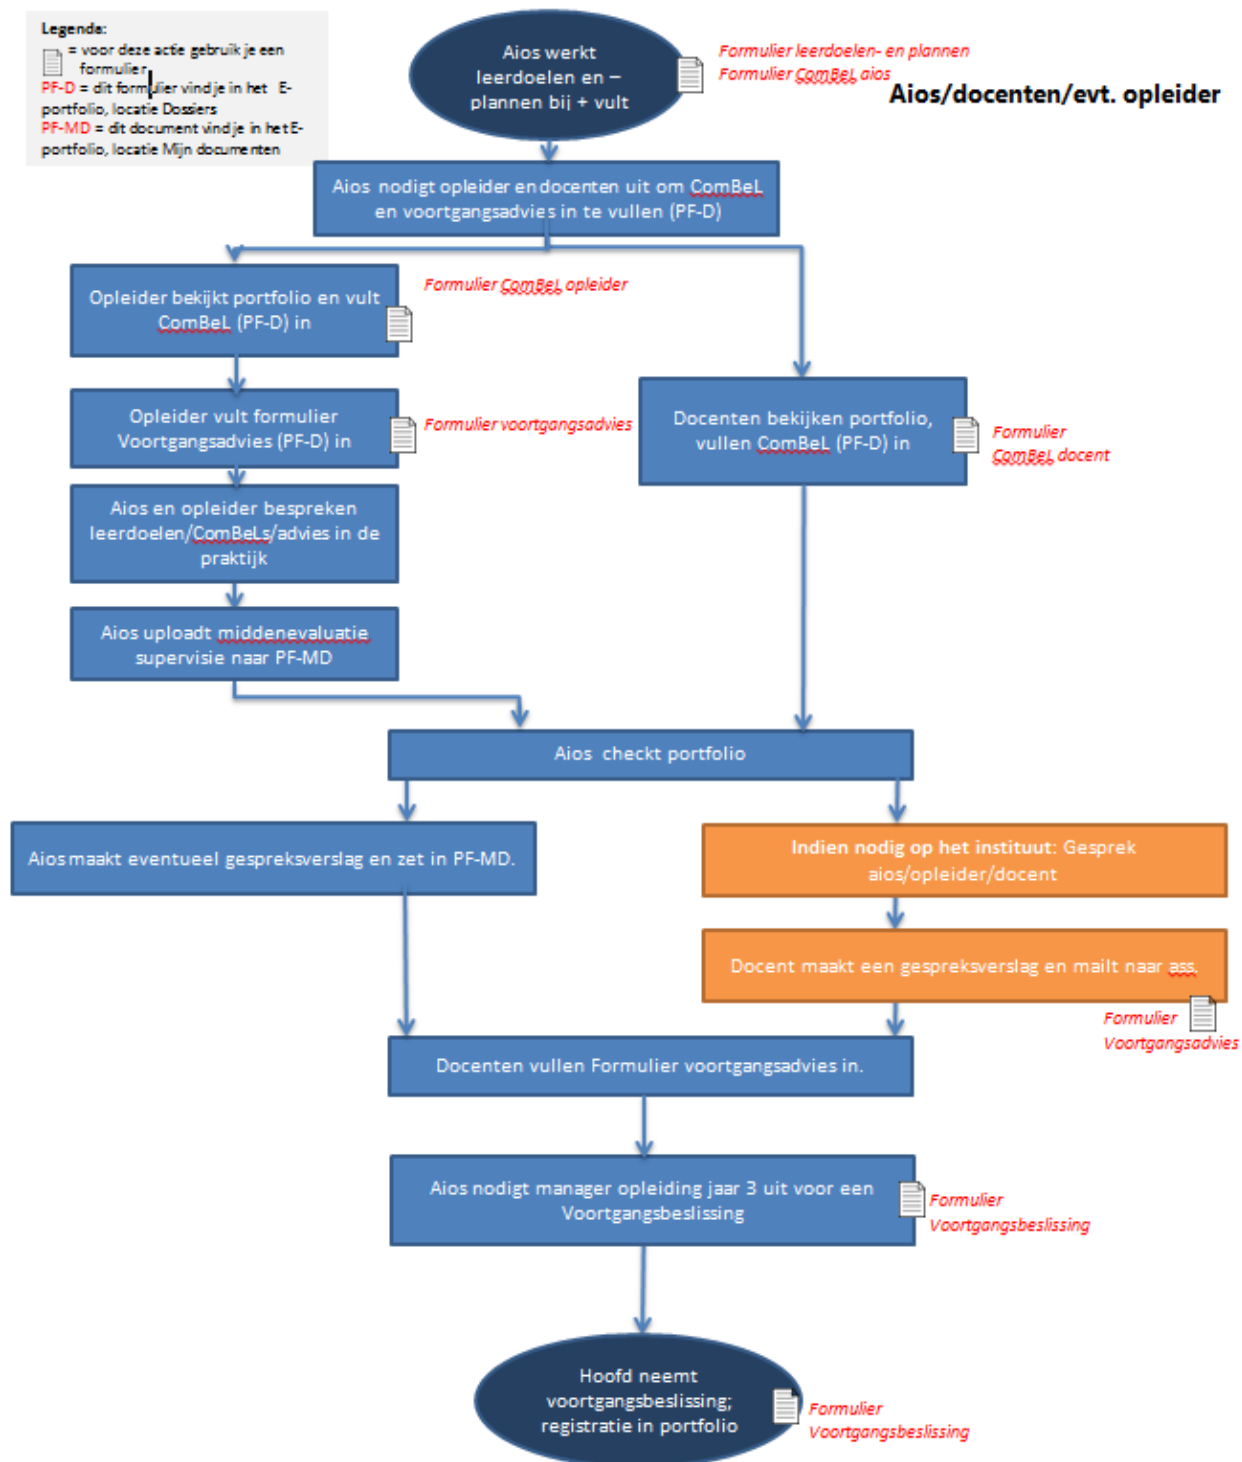 Legenda:
= voor deze actie gebruik je een
formulier
PF-D = dit formulier vind je in het E-
portfolio, locatie Dossiers
PF-MD = dit document vind je in het E-
portfolio, locatie Mijn documenten
Aios werkt
leerdoelen en –
plannen bij + vult
Formulier leerdoelen- en plannen
Formulier ComBeL aios
Aios/docenten/evt. opleider
Aios nodigt opleider en docenten uit om ComBeL
en voortgangsadvies in te vullen (PF-D)
Opleider bekijkt portfolio en vult
ComBeL (PF-D) in
Formulier ComBeL opleider
Opleider vult formulier
Voortgangsadvies (PF-D) in
Formulier voortgangsadvies
Docenten bekijken portfolio,
vullen ComBeL (PF-D) in
Formulier
ComBeL docent
Aios en opleider bespreken
leerdoelen/ComBeLs/advies in de
praktijk
Aios uploadt middenevaluatie
supervisie naar PF-MD
Aios checkt portfolio
Aios maakt eventueel gespreksverslag en zet in PF-MD.
Indien nodig op het instituut: Gesprek
aios/opleider/docent
Docent maakt een gespreksverslag en mailt naar ass.
Formulier
Voortgangsadvies
Docenten vullen Formulier voortgangsadvies in.
Aios nodigt manager opleiding jaar 3 uit voor een
Voortgangsbeslissing
Formulier
Voortgangsbeslissing
Hoofd neemt
voortgangsbeslissing;
registratie in portfolio
Formulier
Voortgangsbeslissing